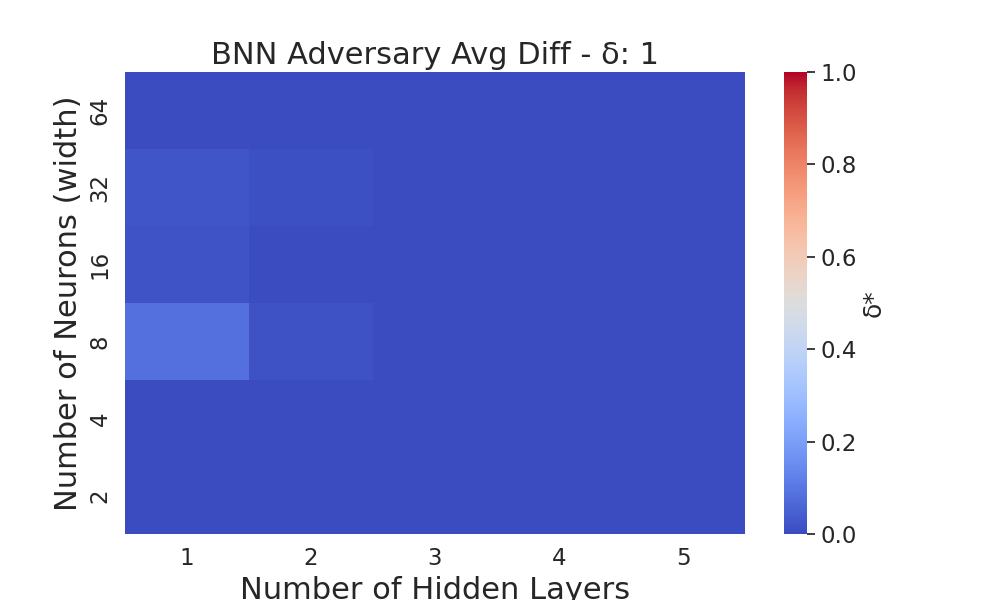 BNN Adversary Avg Diff - δ: 1
Number of Neurons (width)
64
32
16
8
4
2
1 2 3 4 5
Number of Hidden Layers
1.0
0.8
0.6
0.4
0.2
0.0
δ*